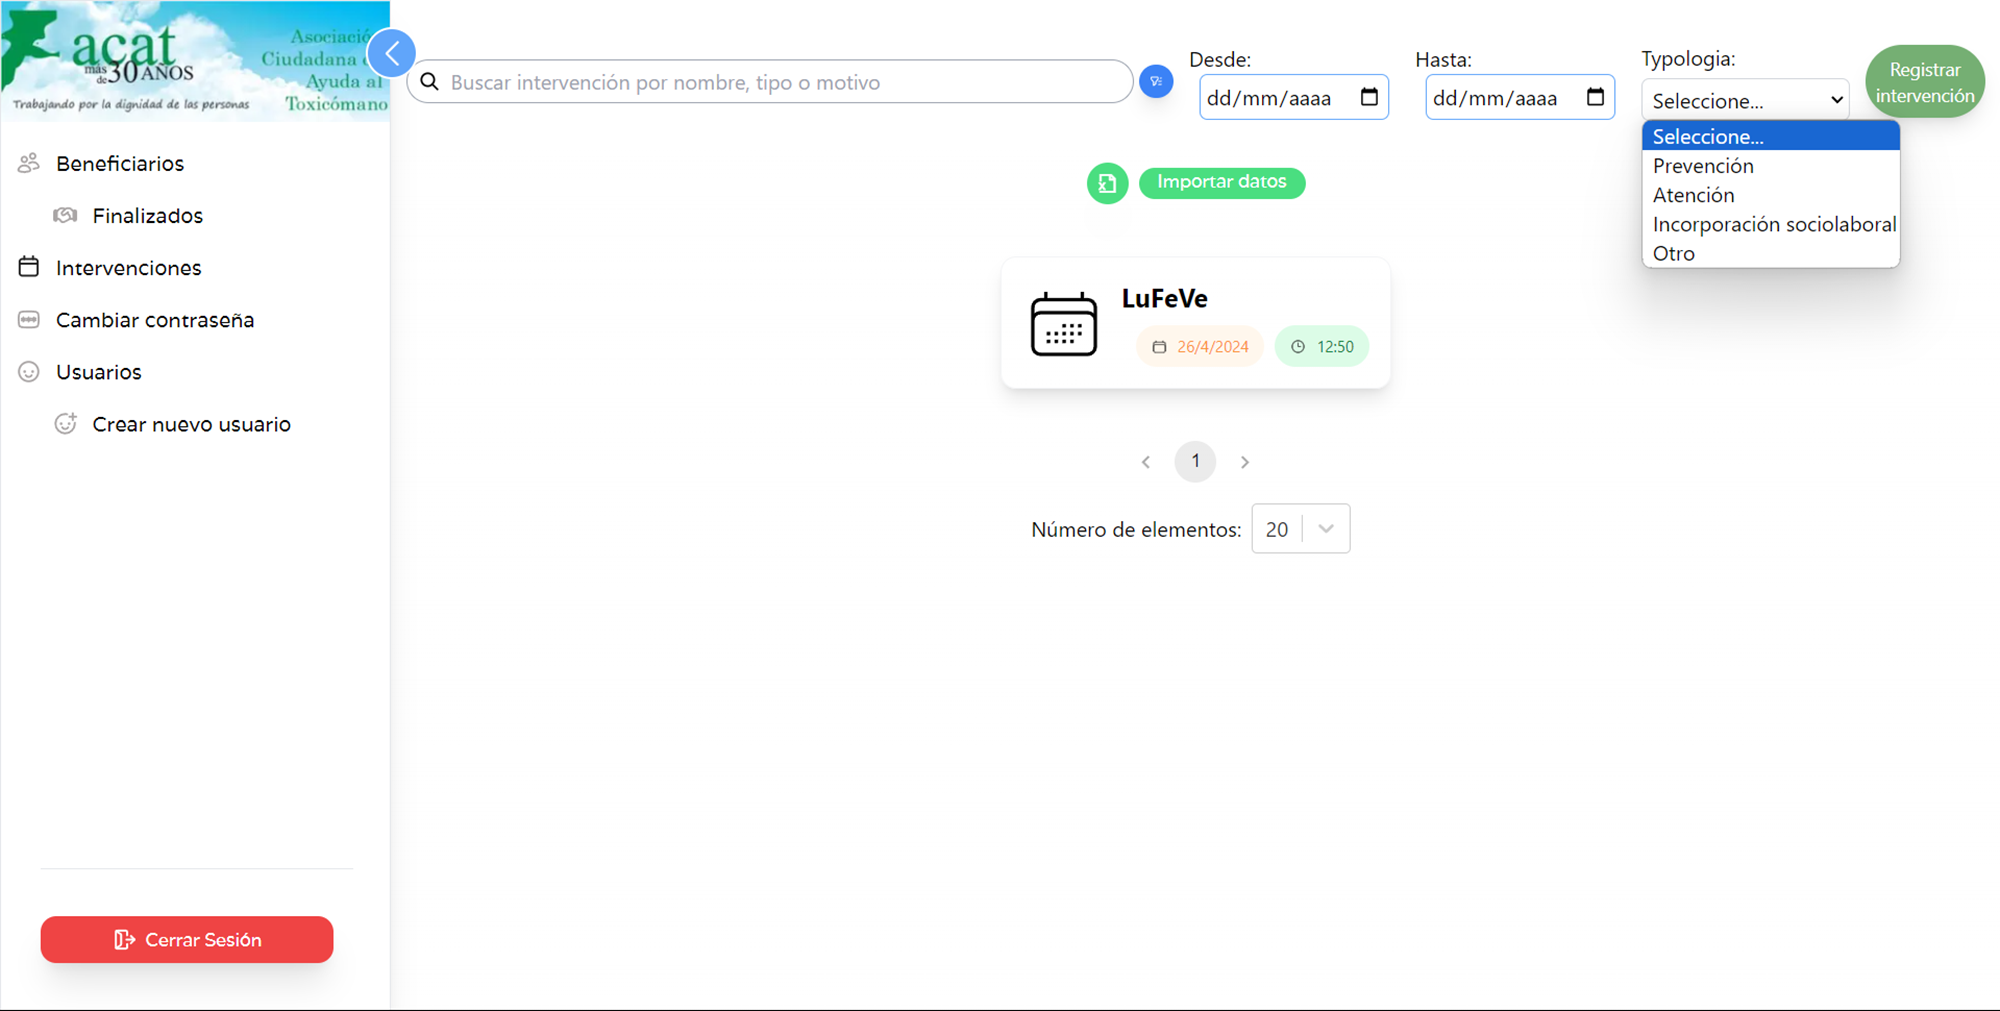 acat
más de 30 AÑOS
Trabajando por la dignidad de las personas
Asociació
Ciudadana
Ayuda al
Toxicómano
Beneficiarios
Finalizados
Intervenciones
Cambiar contraseña
Usuarios
Crear nuevo usuario
Cerrar Sesión
Buscar intervención por nombre, tipo o motivo
Desde:
dd/mm/aaaa
Hasta:
dd/mm/aaaa
Typologia:
Seleccione...
Seleccione...
Prevención
Atención
Incorporación sociolaboral
Otro
Registrar
intervención
Importar datos
LuFeVe
26/4/2024
12:50
1
Número de elementos:
20